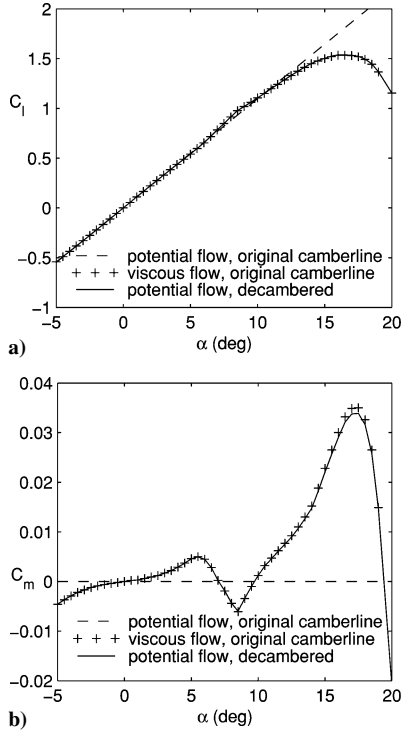 2
1.5
C_l
1
0.5
0
−0.5
−1
− − potential flow, original camberline
+ + + viscous flow, original camberline
potential flow, decambered
−5 0 5 10 15 20
a)
α (deg)
0.04
0.03
0.02
0.01
C_m
0
−0.01
−0.02
− − potential flow, original camberline
+ + + viscous flow, original camberline
potential flow, decambered
−5 0 5 10 15 20
b)
α (deg)